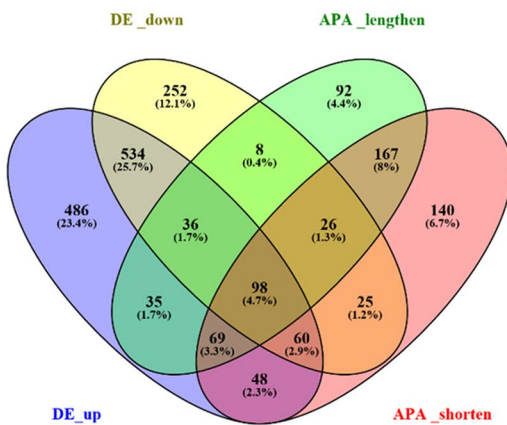 DE _down APA _lengthen
252 92
(12.1%) (4.4%)
534 8 167
(25.7%) (0.4%) (8%)
486 36 26 140
(23.4%) (1.7%) (1.3%) (6.7%)
98
(4.7%)
35 25
(1.7%) (1.2%)
69 60
(3.3%) (2.9%)
48
(2.3%)
DE_up APA _shorten